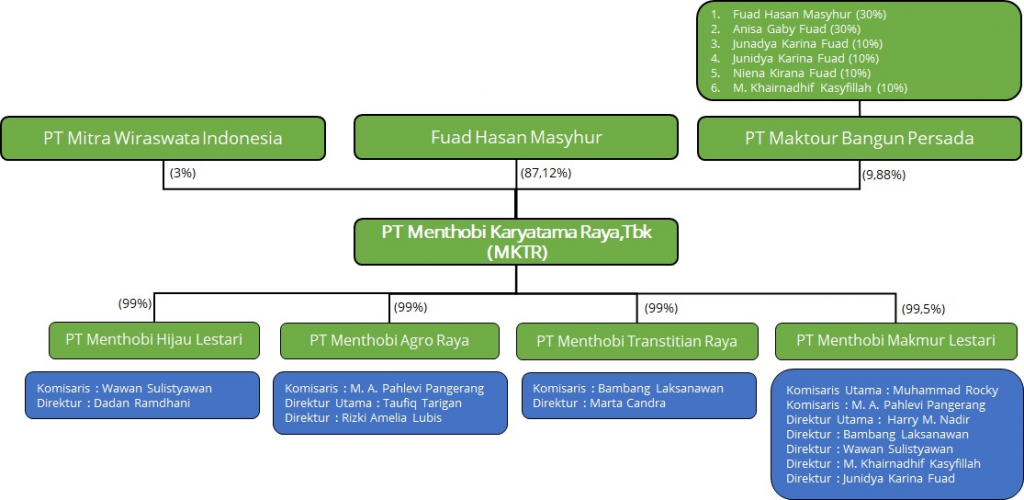 1. Fuad Hasan Masyhur (30%)
2. Anisa Gaby Fuad (30%)
3. Junadya Karina Fuad (10%)
4. Junidya Karina Fuad (10%)
5. Niena Kirana Fuad (10%)
6. M. Khairnadhif Kasyfillah (10%)
PT Mitra Wiraswata Indonesia
Fuad Hasan Masyhur
PT Maktour Bangun Persada
(3%)
(87,12%)
(9,88%)
PT Menthobi Karyatama Raya,Tbk
(MKTR)
(99%)
(99%)
(99%)
(99,5%)
PT Menthobi Hijau Lestari
PT Menthobi Agro Raya
PT Menthobi Transtitian Raya
PT Menthobi Makmur Lestari
Komisaris : Wawan Sulistyawan
Direktur : Dadan Ramdhani
Komisaris : M. A. Pahlevi Pangerang
Direktur Utama : Taufiq Tarigan
Direktur : Rizki Amelia Lubis
Komisaris : Bambang Laksanawan
Direktur : Marta Candra
Komisaris Utama : Muhammad Rocky
Komisaris : M. A. Pahlevi Pangerang
Direktur Utama : Harry M. Nadir
Direktur : Bambang Laksanawan
Direktur : Wawan Sulistyawan
Direktur : M. Khairnadhif Kasyfillah
Direktur : Junidya Karina Fuad